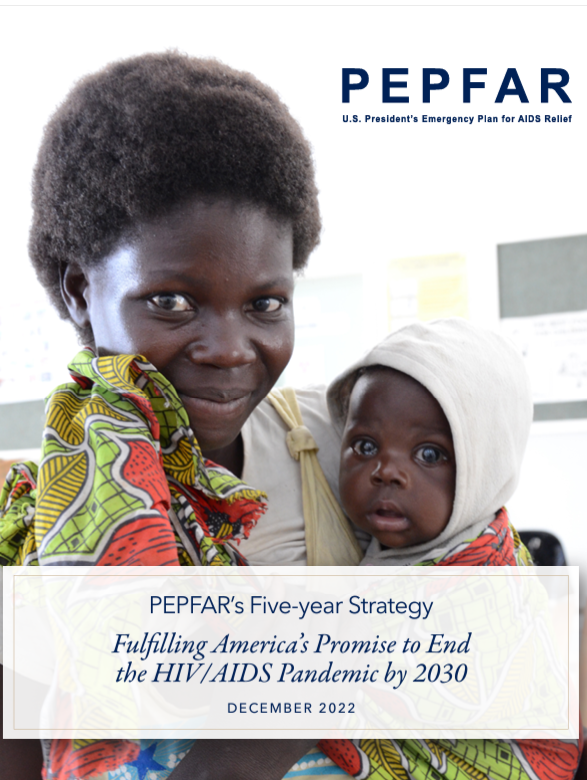 PEPFAR
U.S. President's Emergency Plan for AIDS Relief
PEPFAR's Five-year Strategy
Fulfilling America's Promise to End
the HIV/AIDS Pandemic by 2030
DECEMBER 2022